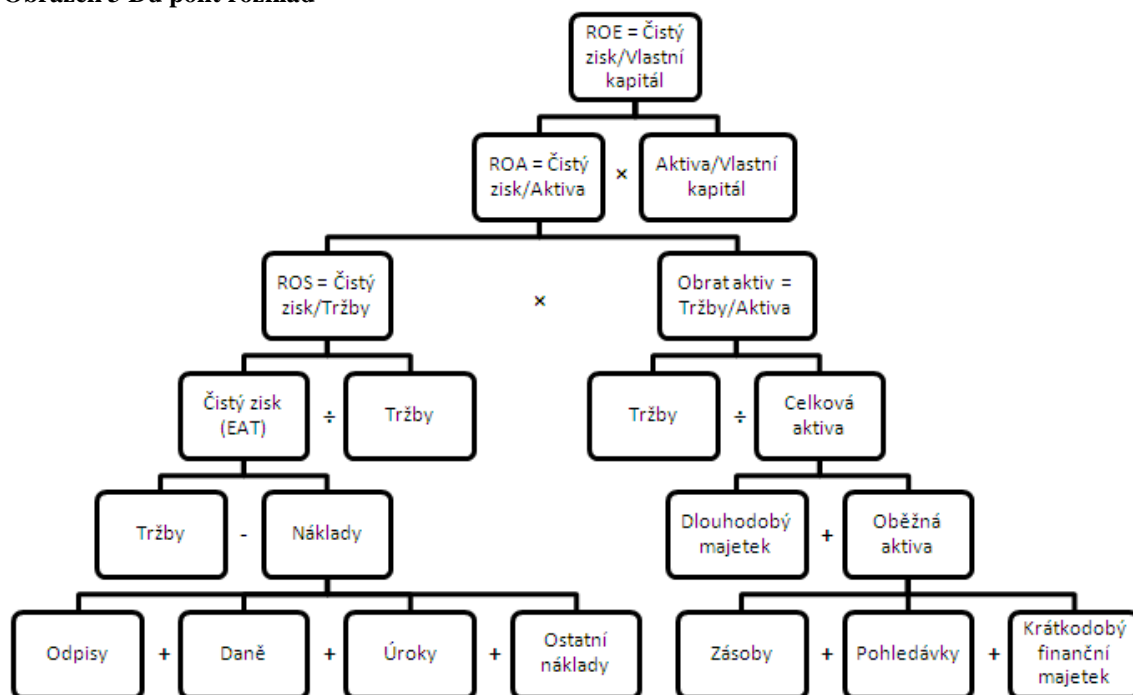 Obrázek 3 Du pont rozklad
ROE = Čistý
zisk/Vlastní
kapitál
ROA = Čistý
zisk/Aktiva
×
Aktiva/Vlastní
kapitál
ROS = Čistý
zisk/Tržby
×
Obrat aktiv =
Tržby/Aktiva
Čistý zisk
(EAT)
÷
Tržby
Tržby
÷
Celková
aktiva
Tržby
-
Náklady
Dlouhodobý
majetek
+
Oběžná
aktiva
Odpisy
+
Daně
+
Úroky
+
Ostatní
náklady
Zásoby
+
Pohledávky
+
Krátkodobý
finanční
majetek